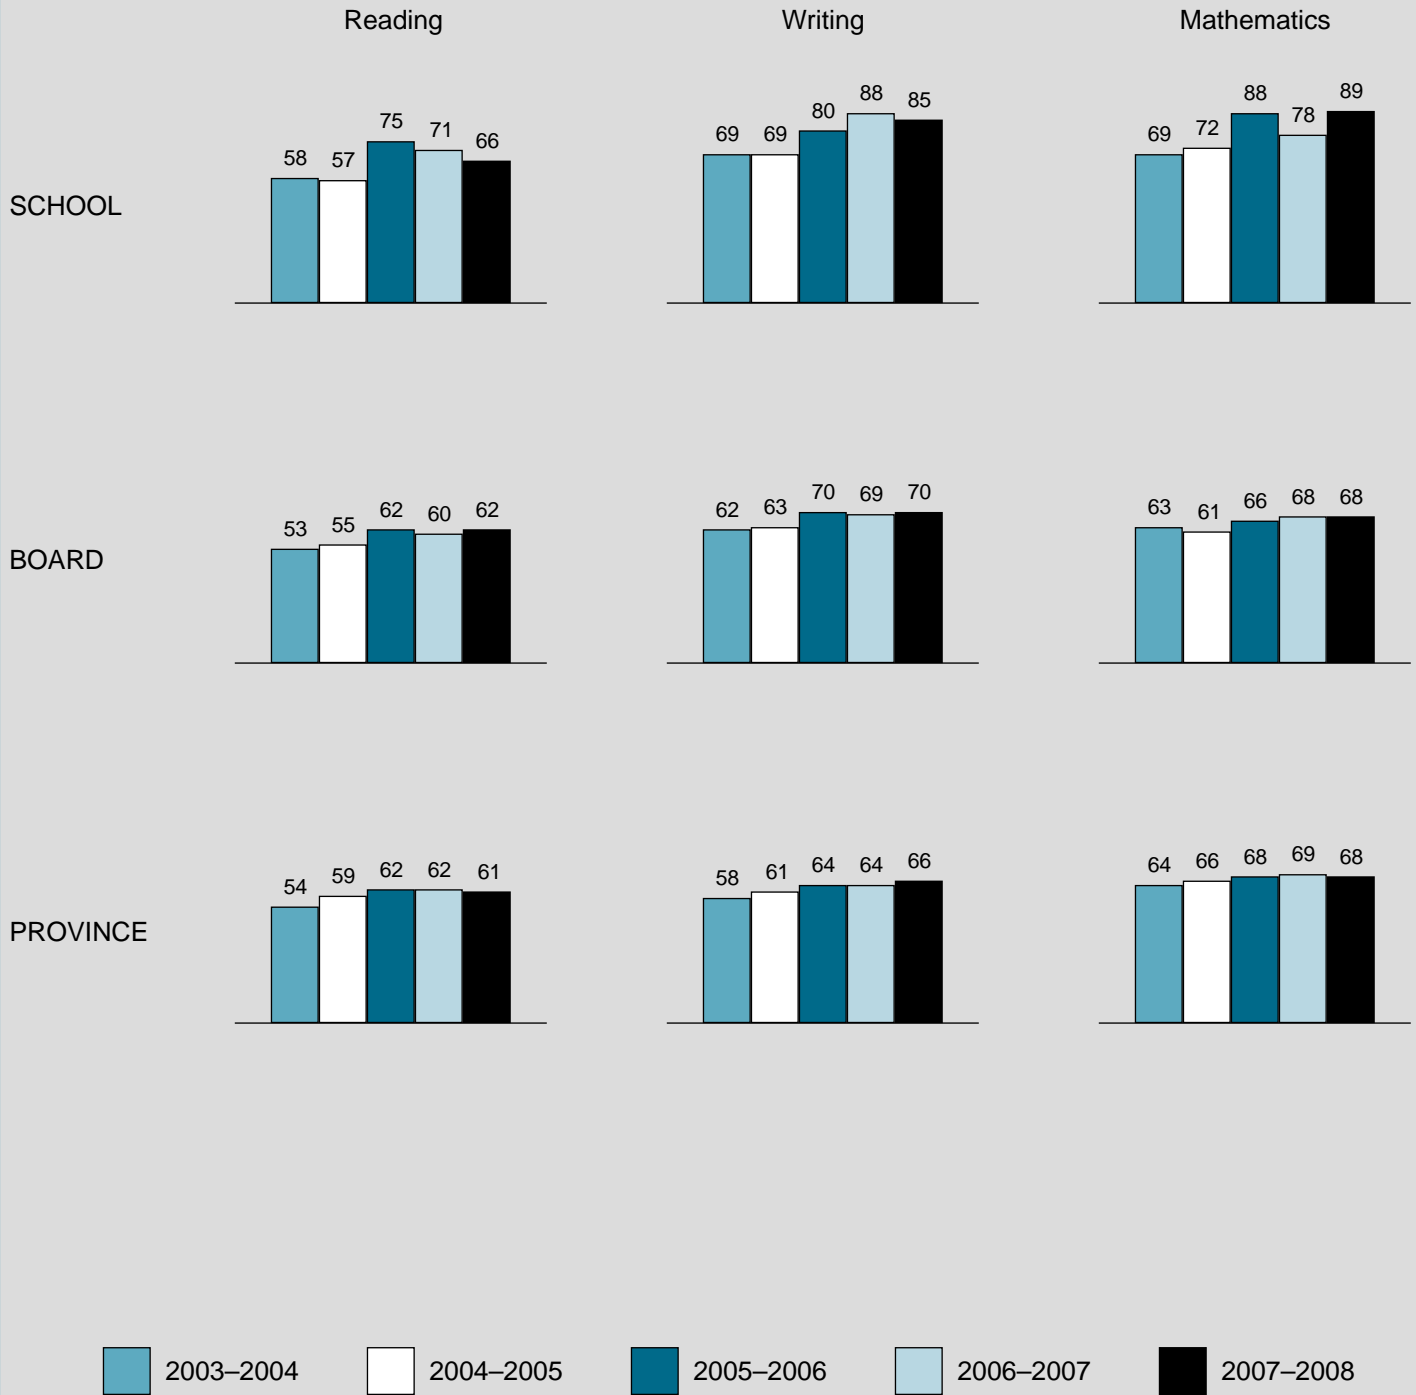 Reading Writing Mathematics
SCHOOL
58 57 75 71 66
69 69 80 88 85
69 72 88 78 89
BOARD
53 55 62 60 62
62 63 70 69 70
63 61 66 68 68
PROVINCE
54 59 62 62 61
58 61 64 64 66
64 66 68 69 68
2003–2004 2004–2005 2005–2006 2006–2007 2007–2008